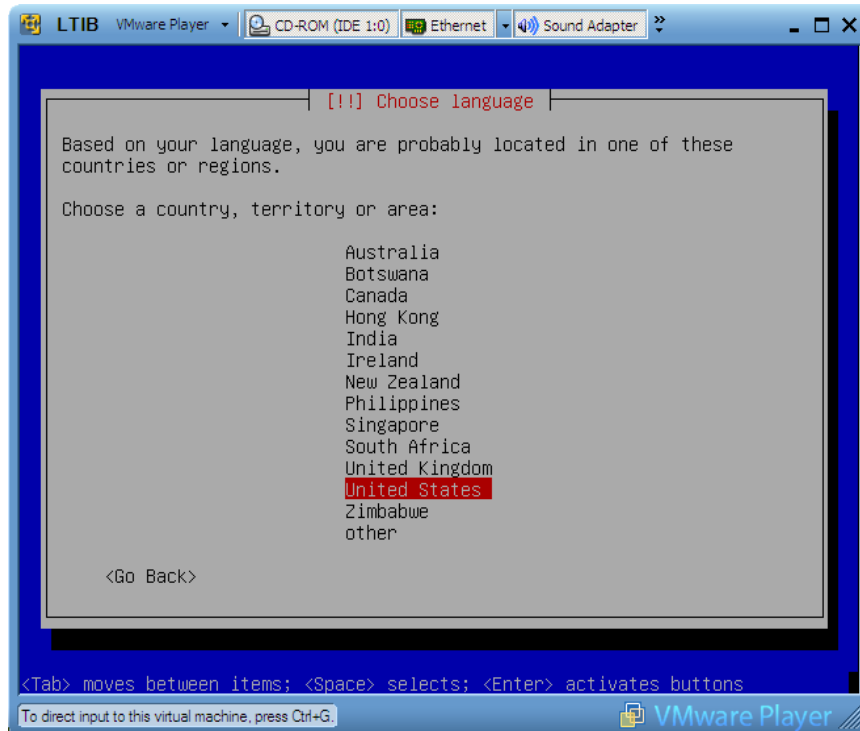 LTIB VMware Player CD-ROM (IDE 1:0) Ethernet Sound Adapter
[!!] Choose language
Based on your language, you are probably located in one of these
countries or regions.
Choose a country, territory or area:
Australia
Botswana
Canada
Hong Kong
India
Ireland
New Zealand
Philippines
Singapore
South Africa
United Kingdom
United States
Zimbabwe
other
<Go Back>
<Tab> moves between items; <Space> selects; <Enter> activates buttons
To direct input to this virtual machine, press Ctrl+G. VMware Player